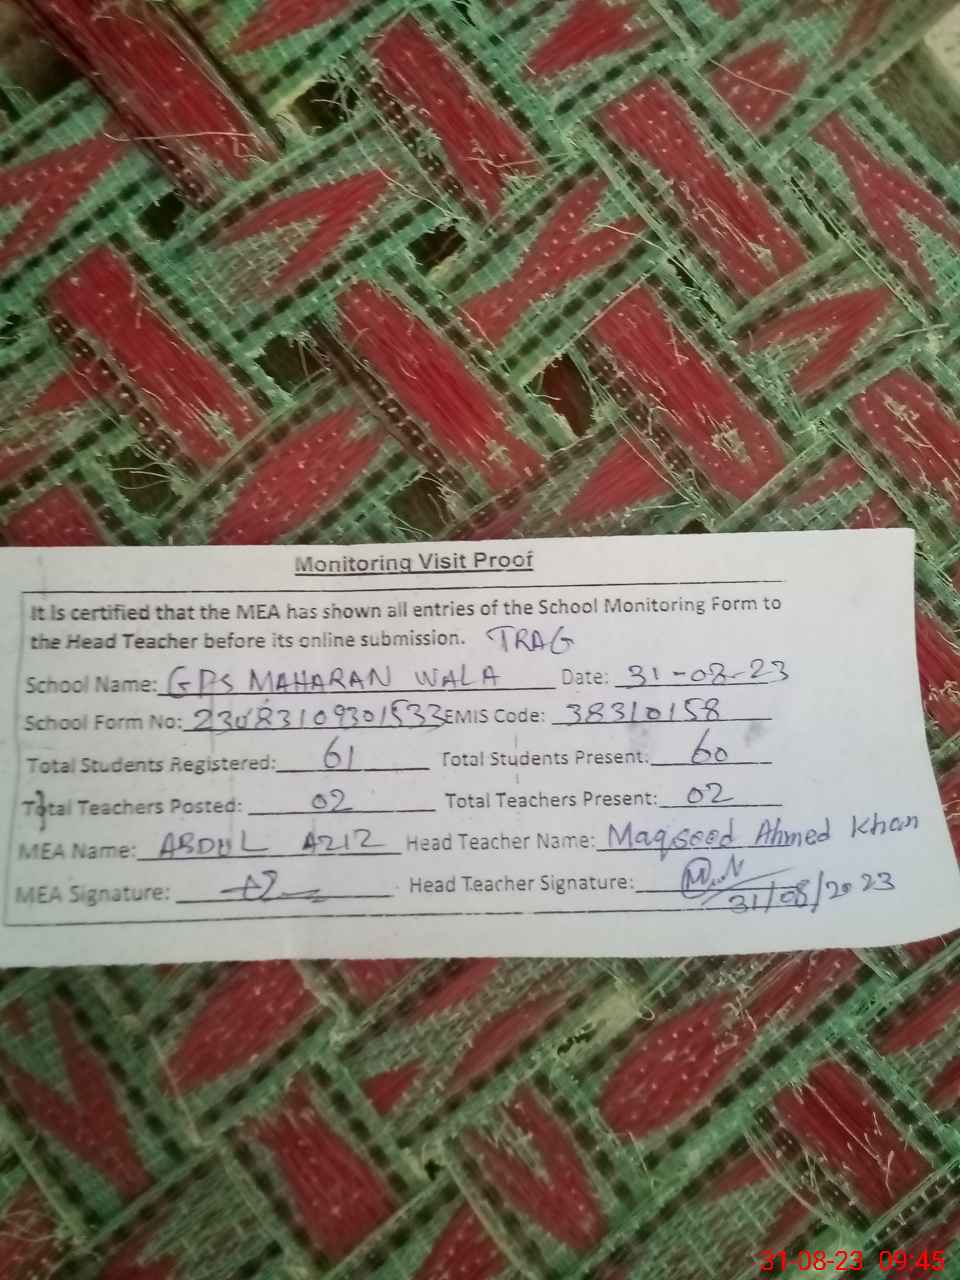 Monitoring Visit Proof
It is certified that the MEA has shown all entries of the School Monitoring Form to
the Head Teacher before its online submission. TRAG
School Name: GPS MAHARAN WALA Date: 31-08-23
School Form No: 23083109301533 EMIS Code: 38310158
Total Students Registered: 61 Total Students Present: 60
Total Teachers Posted: 02 Total Teachers Present: 02
MEA Name: ABDUL AZIZ Head Teacher Name: Maqsood Ahmed Khan
MEA Signature: Head Teacher Signature:
31/08/2023
31-08-23 09:45